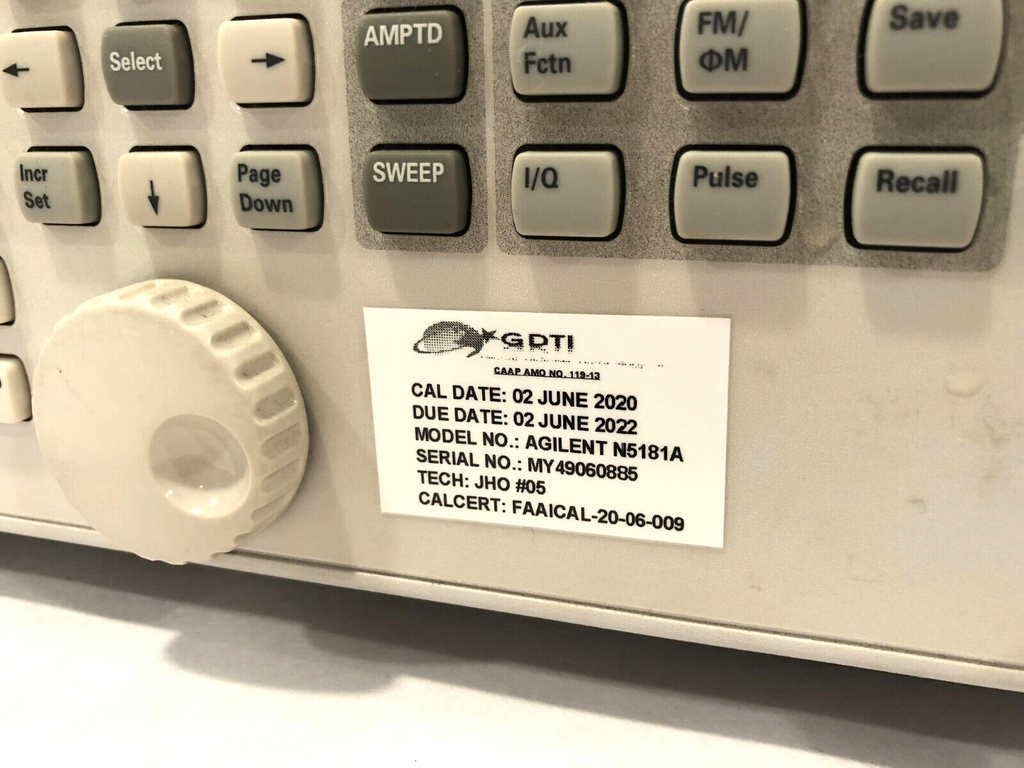 ←
Select
→
AMPTD
Aux
Fctn
FM/
ΦM
Save
Incr
Set
↓
Page
Down
SWEEP
I/Q
Pulse
Recall
GDTI
CAAP AMO NO. 119-13
CAL DATE: 02 JUNE 2020
DUE DATE: 02 JUNE 2022
MODEL NO.: AGILENT N5181A
SERIAL NO.: MY49060885
TECH: JHO #05
CALCERT: FAAICAL-20-06-009